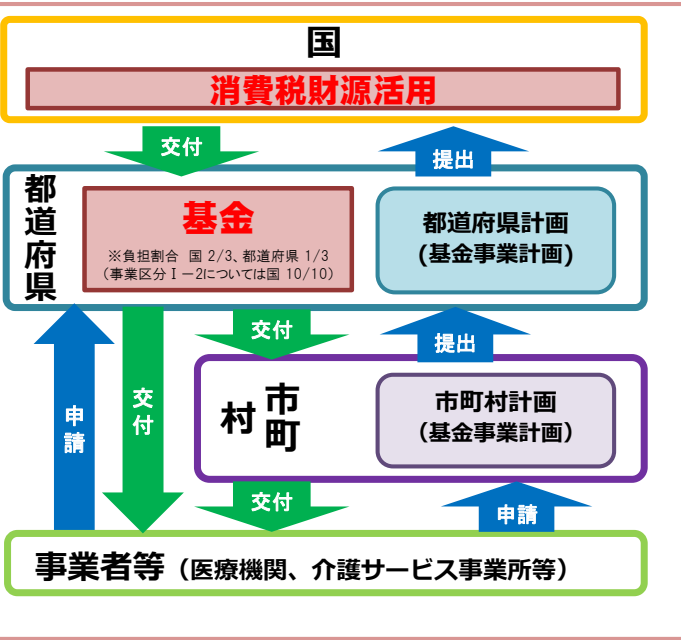 国
消費税財源活用
交付
提出
都道府県
基金
※負担割合 国 2/3、都道府県 1/3
（事業区分Ⅰ－2については国 10/10）
都道府県計画
(基金事業計画)
交付
提出
申請
交付
市町村
市町村計画
（基金事業計画）
交付
申請
事業者等（医療機関、介護サービス事業所等）